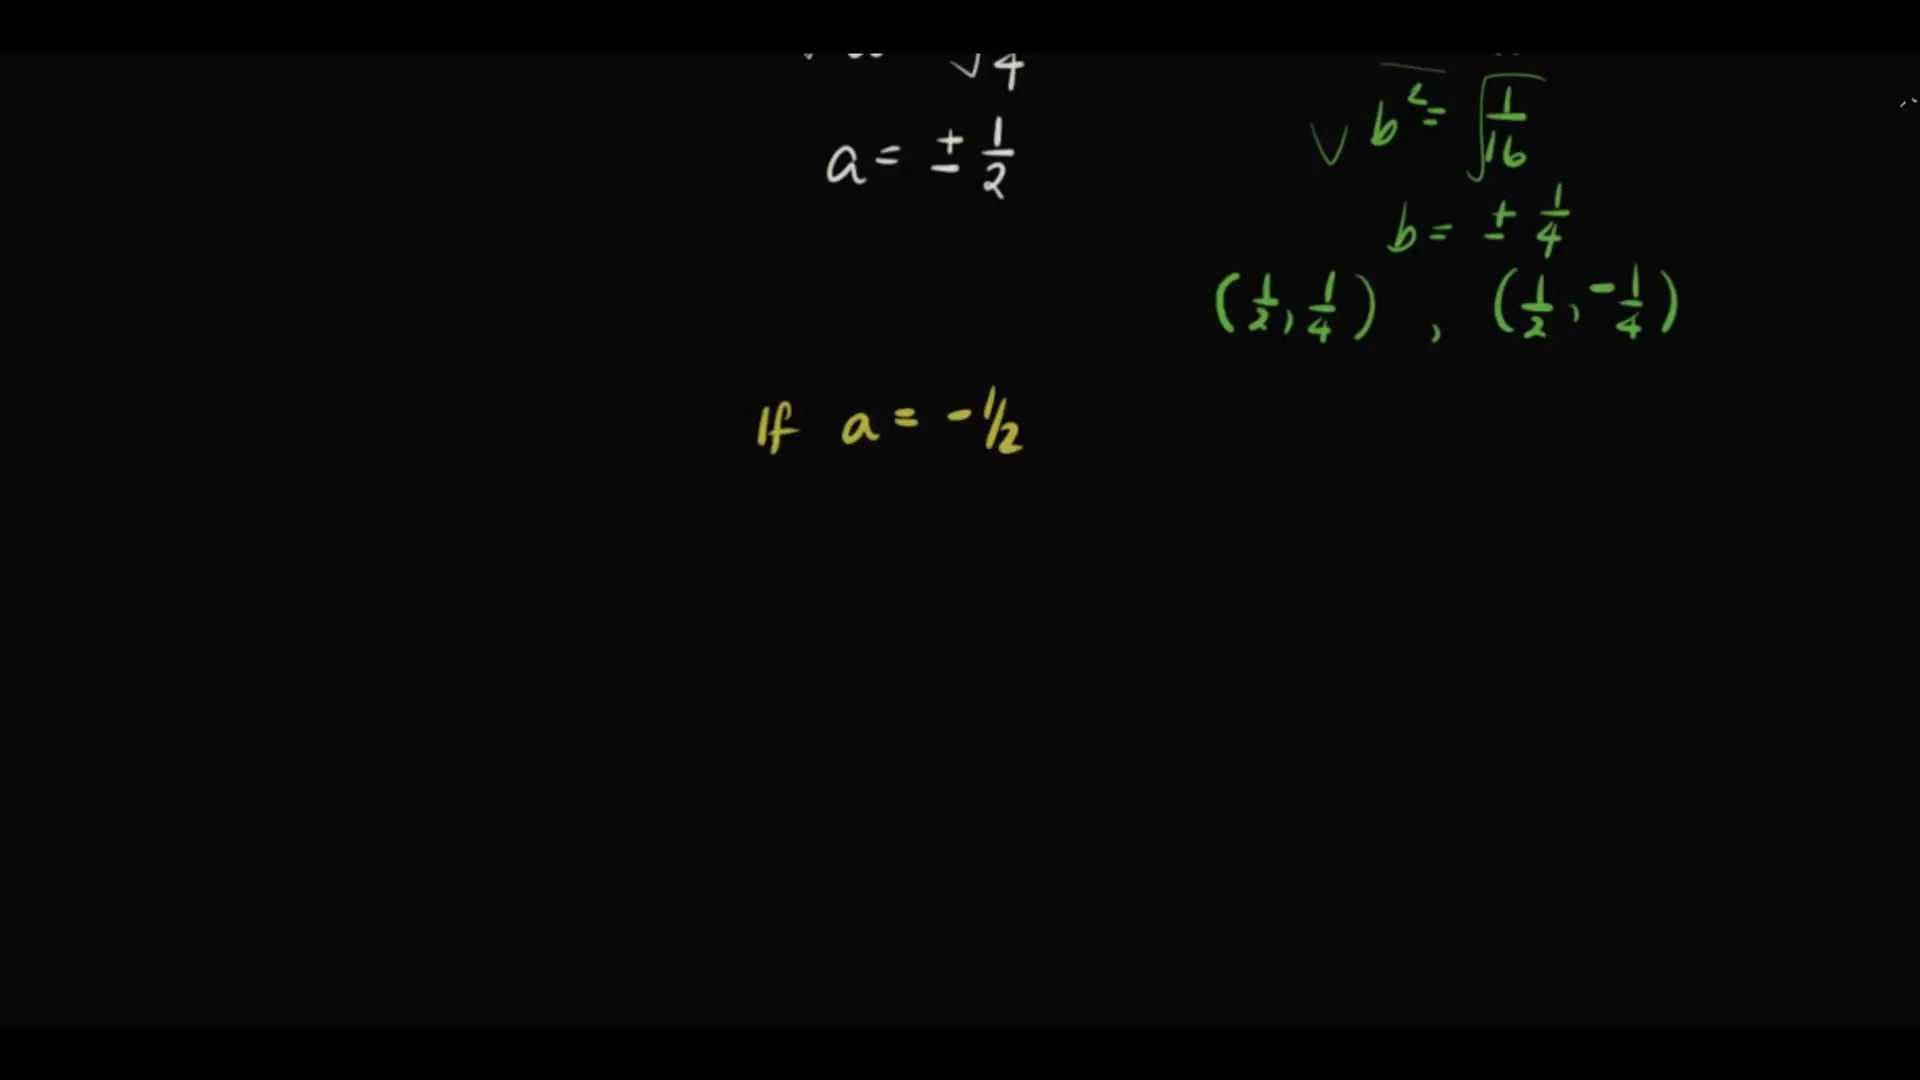 √4
a = ± 1/2
√b² = √1/16
b = ± 1/4
(1/2, 1/4) , (1/2, -1/4)
If a = -1/2